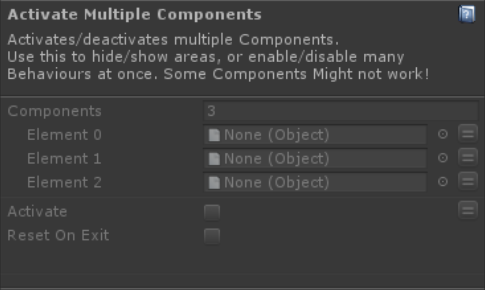 Activate Multiple Components
Activates/deactivates multiple Components.
Use this to hide/show areas, or enable/disable many
Behaviours at once. Some Components Might not work!
Components 3
Element 0 None (Object)
Element 1 None (Object)
Element 2 None (Object)
Activate
Reset On Exit